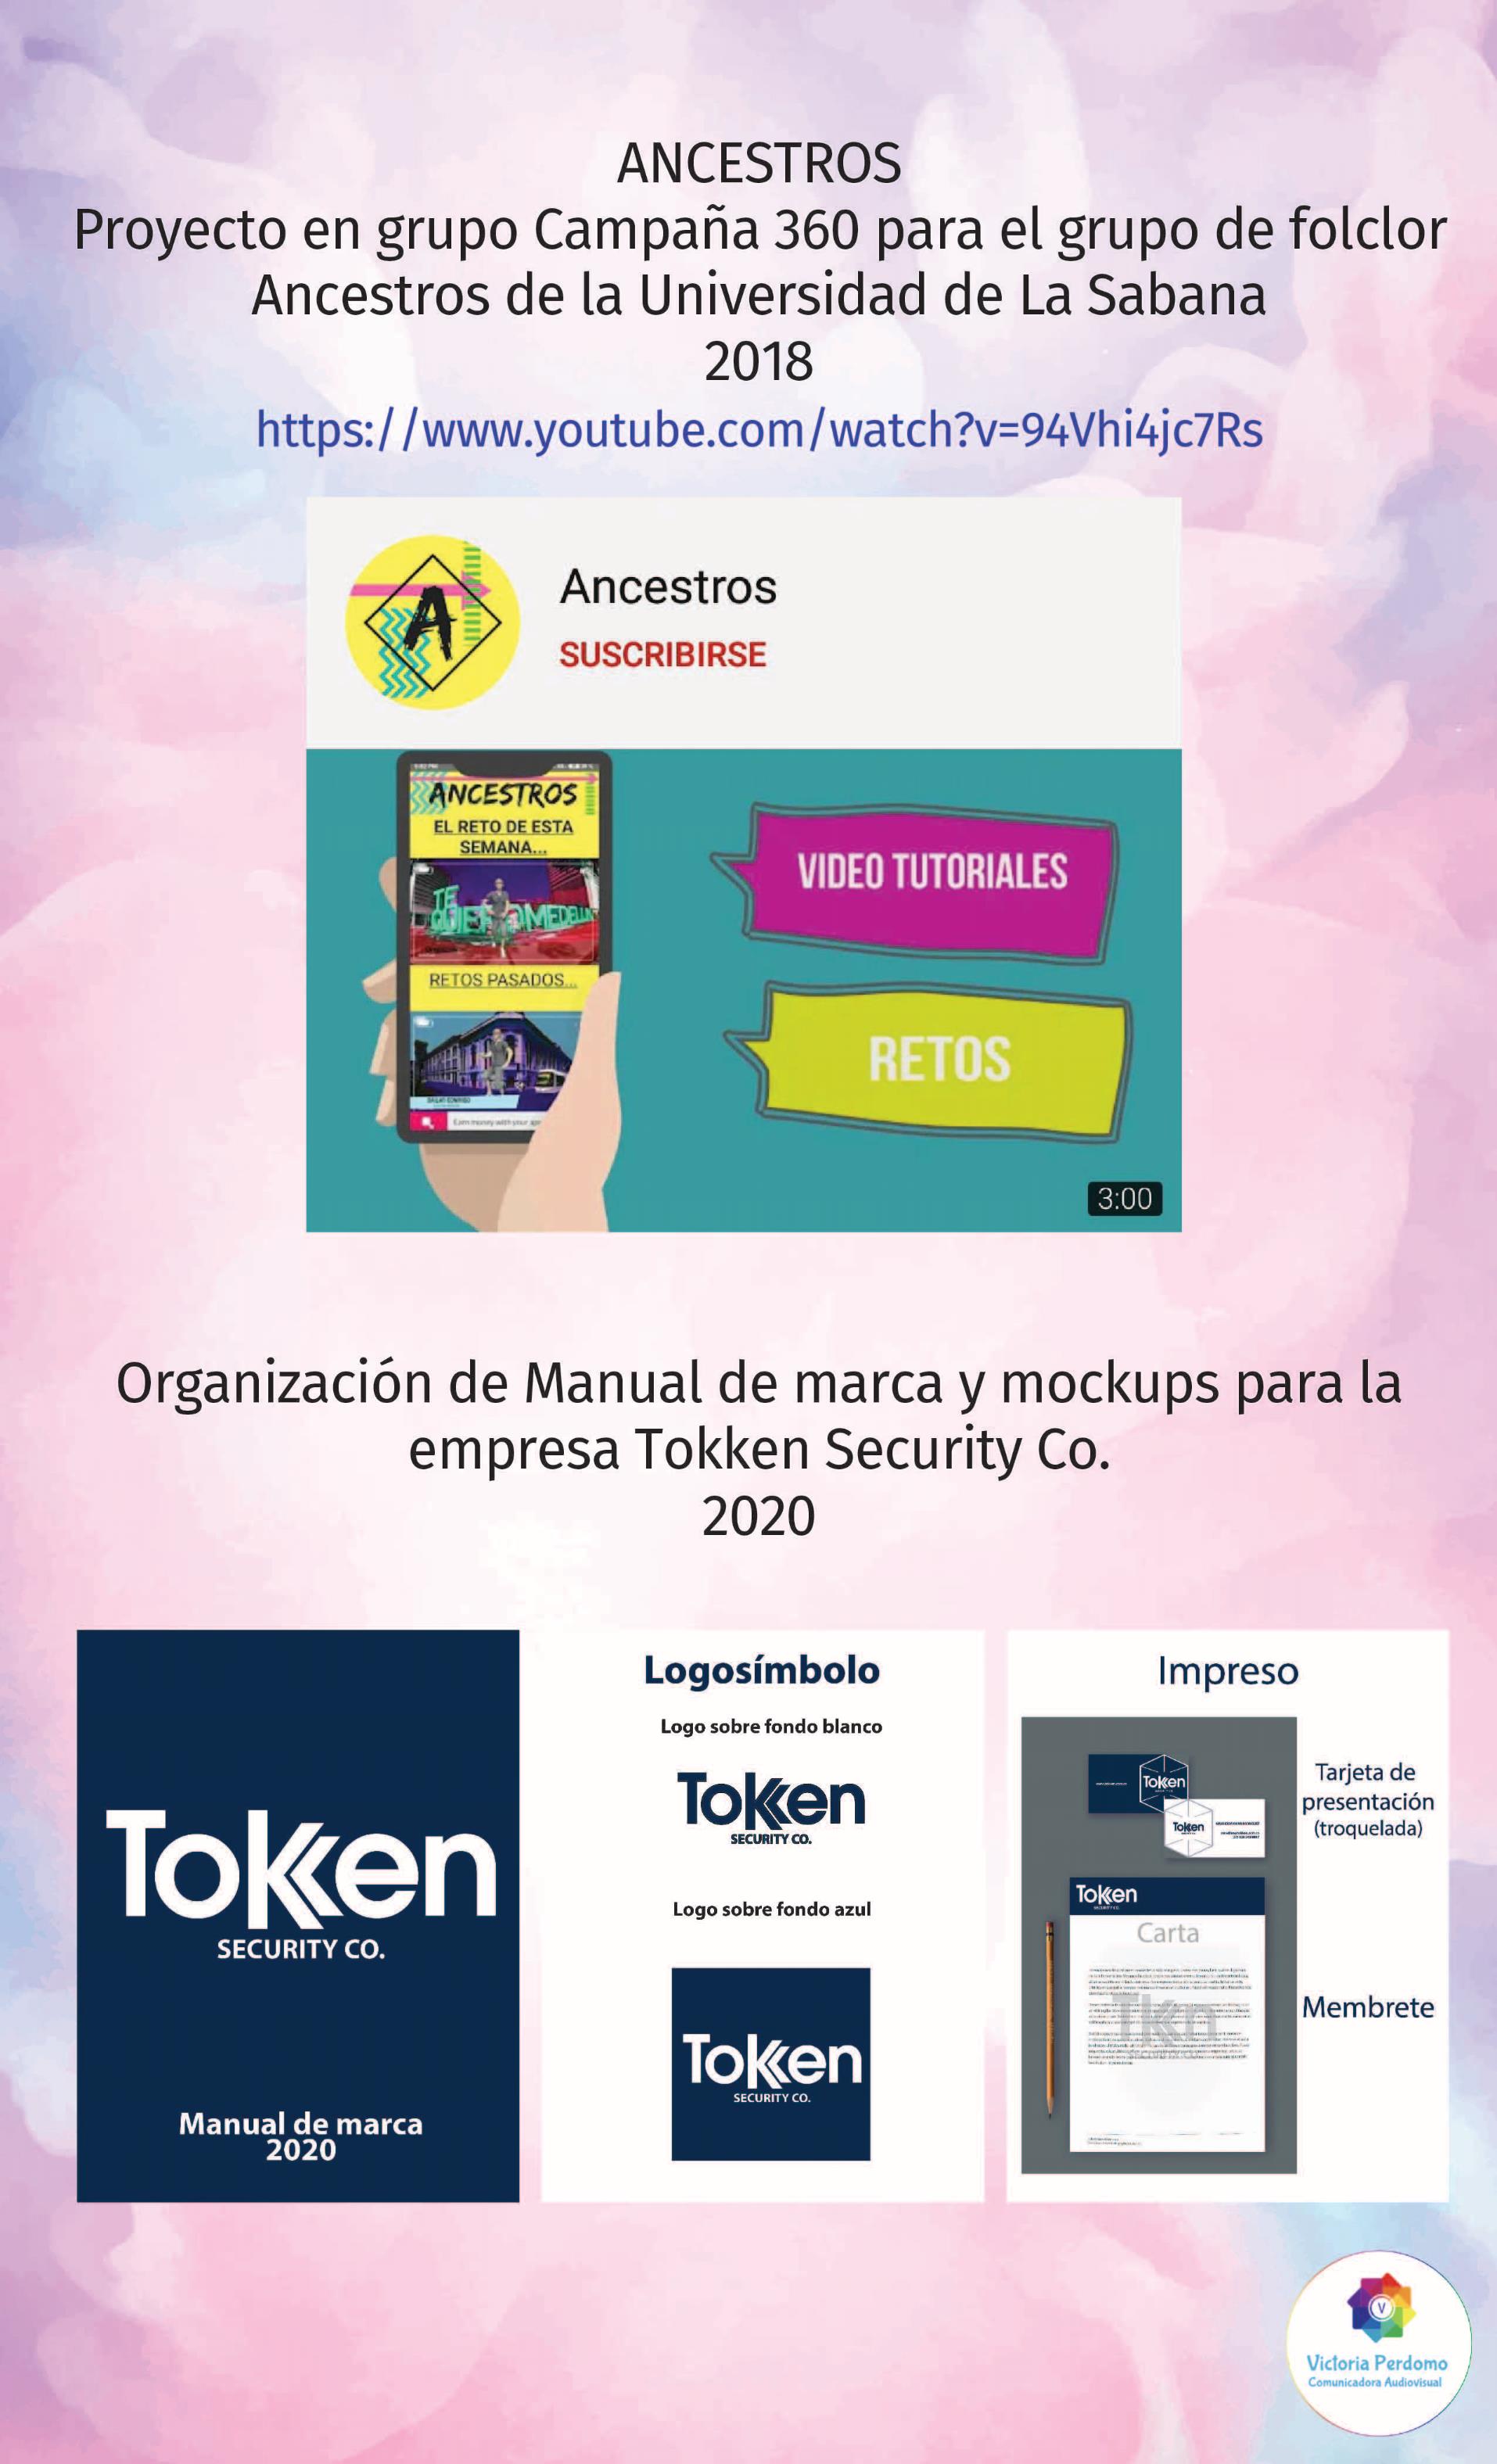 ANCESTROS
Proyecto en grupo Campaña 360 para el grupo de folclor
Ancestros de la Universidad de La Sabana
2018
https://www.youtube.com/watch?v=94Vhi4jc7Rs
A
Ancestros
SUSCRIBIRSE
ANCESTROS
EL RETO DE ESTA
SEMANA...
TE
QUIERO MEDELLIN
RETOS PASADOS...
Earn money with your
VIDEO TUTORIALES
RETOS
3:00
Organización de Manual de marca y mockups para la
empresa Tokken Security Co.
2020
Tokken
SECURITY CO.
Manual de marca
2020
Logosímbolo
Logo sobre fondo blanco
Tokken
SECURITY CO.
Logo sobre fondo azul
Tokken
SECURITY CO.
Impreso
Tokken
Tokken
Tarjeta de
presentación
(troquelada)
Tokken
SECURITY CO.
Carta
Membrete
V
Victoria Perdomo
Comunicadora Audiovisual